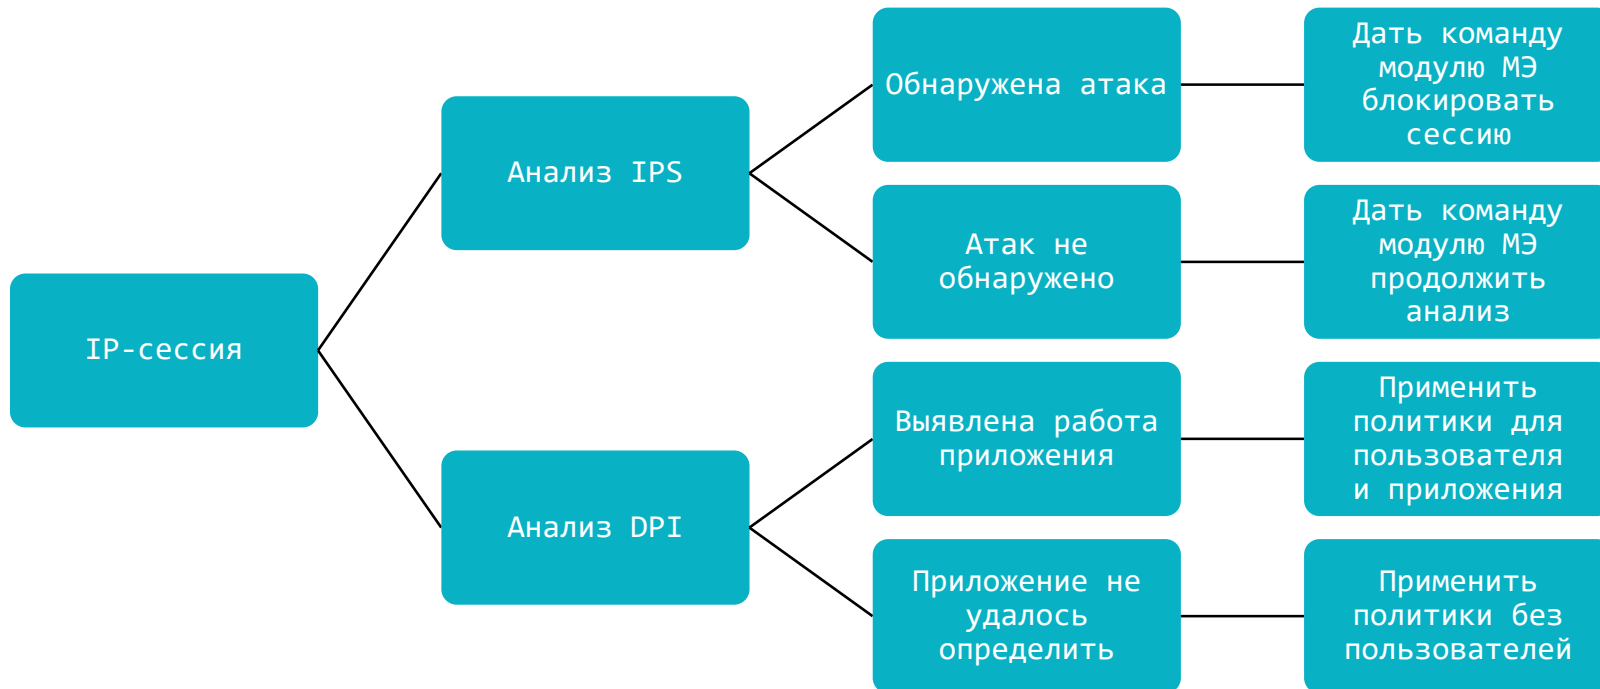 IP-сессия
Анализ IPS
Анализ DPI
Обнаружена атака
Атак не
обнаружено
Выявлена работа
приложения
Приложение не
удалось
определить
Дать команду
модулю МЭ
блокировать
сессию
Дать команду
модулю МЭ
продолжить
анализ
Применить
политики для
пользователя
и приложения
Применить
политики без
пользователей